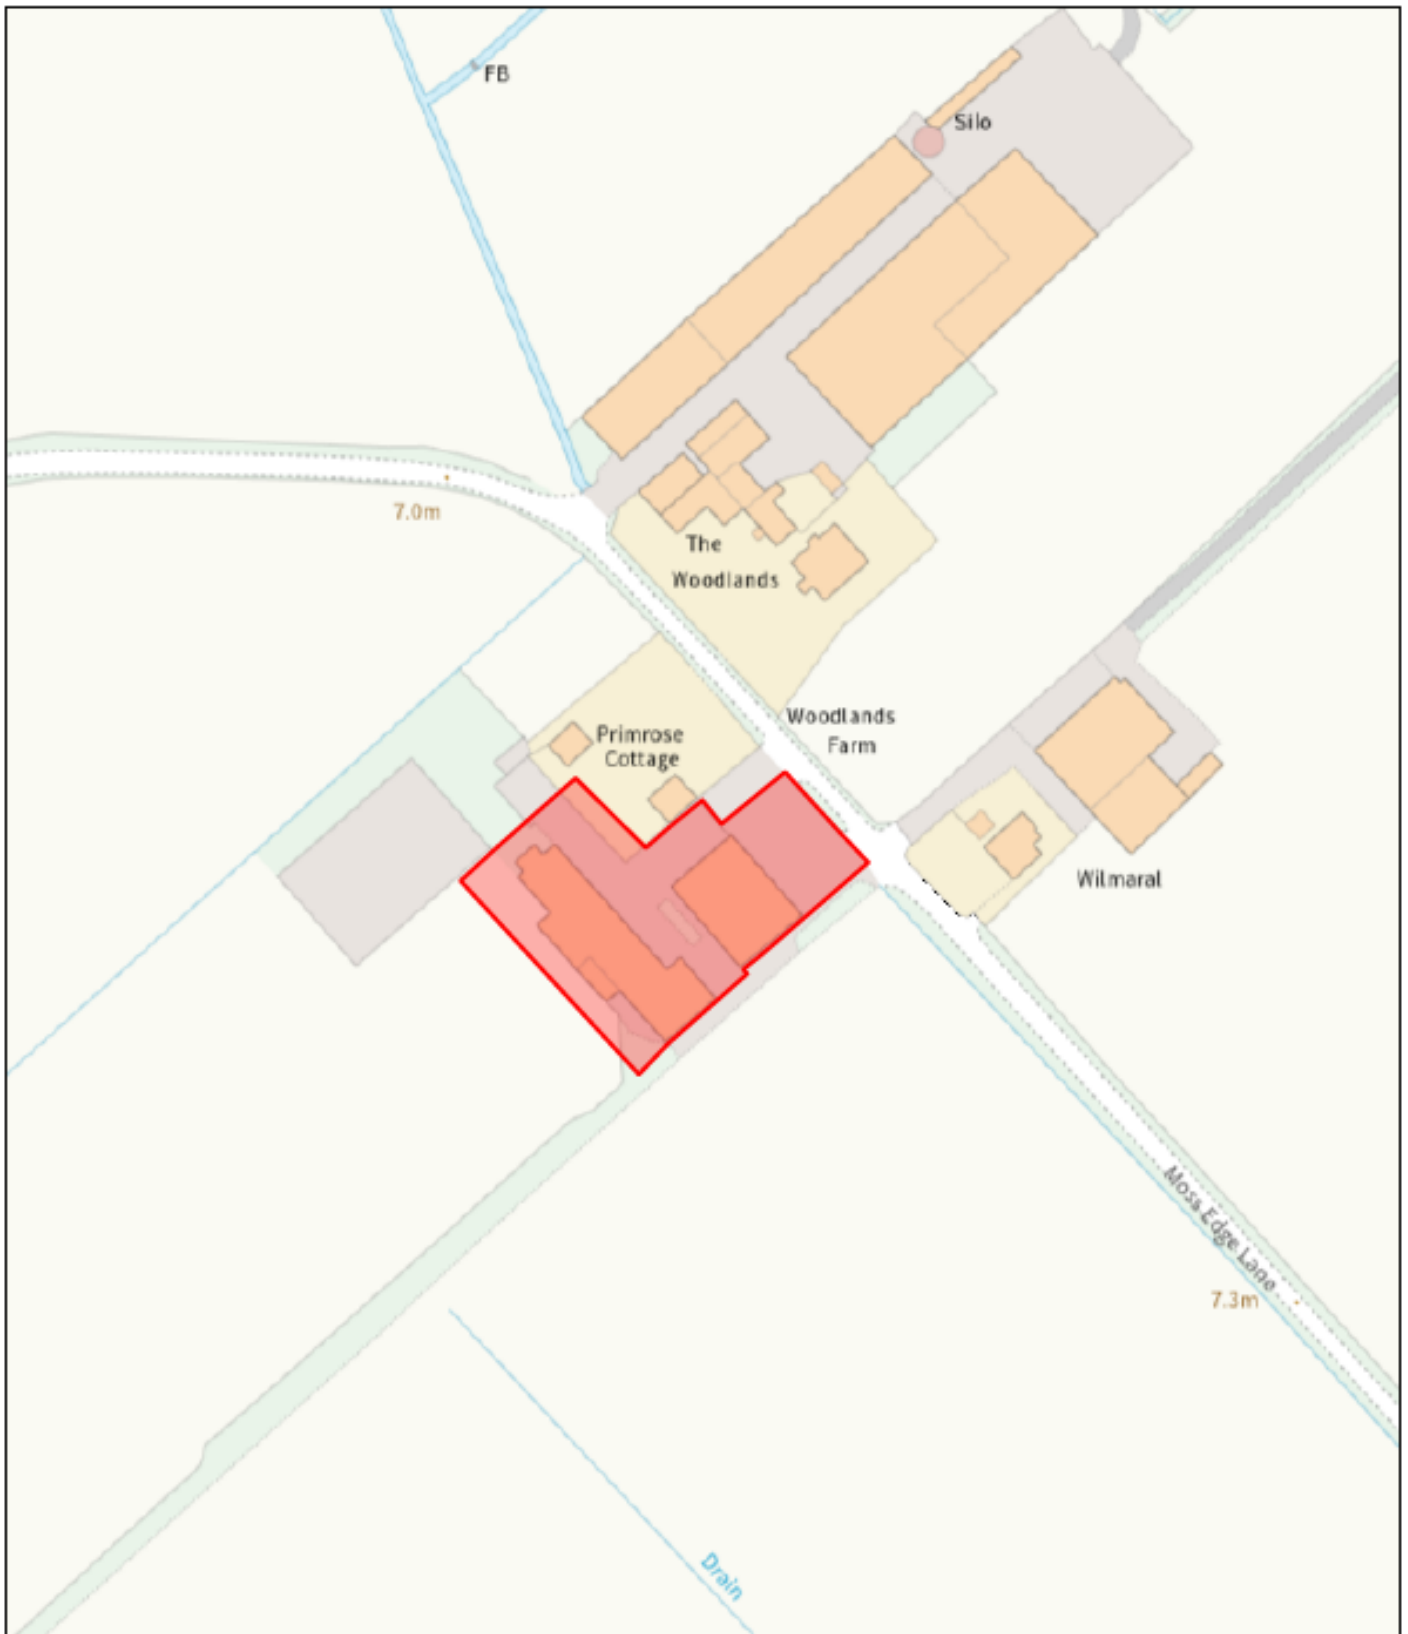 FB
Silo
7.0m
The
Woodlands
Woodlands
Farm
Primrose
Cottage
Wilmaral
Moss Edge Lane
7.3m
Drain